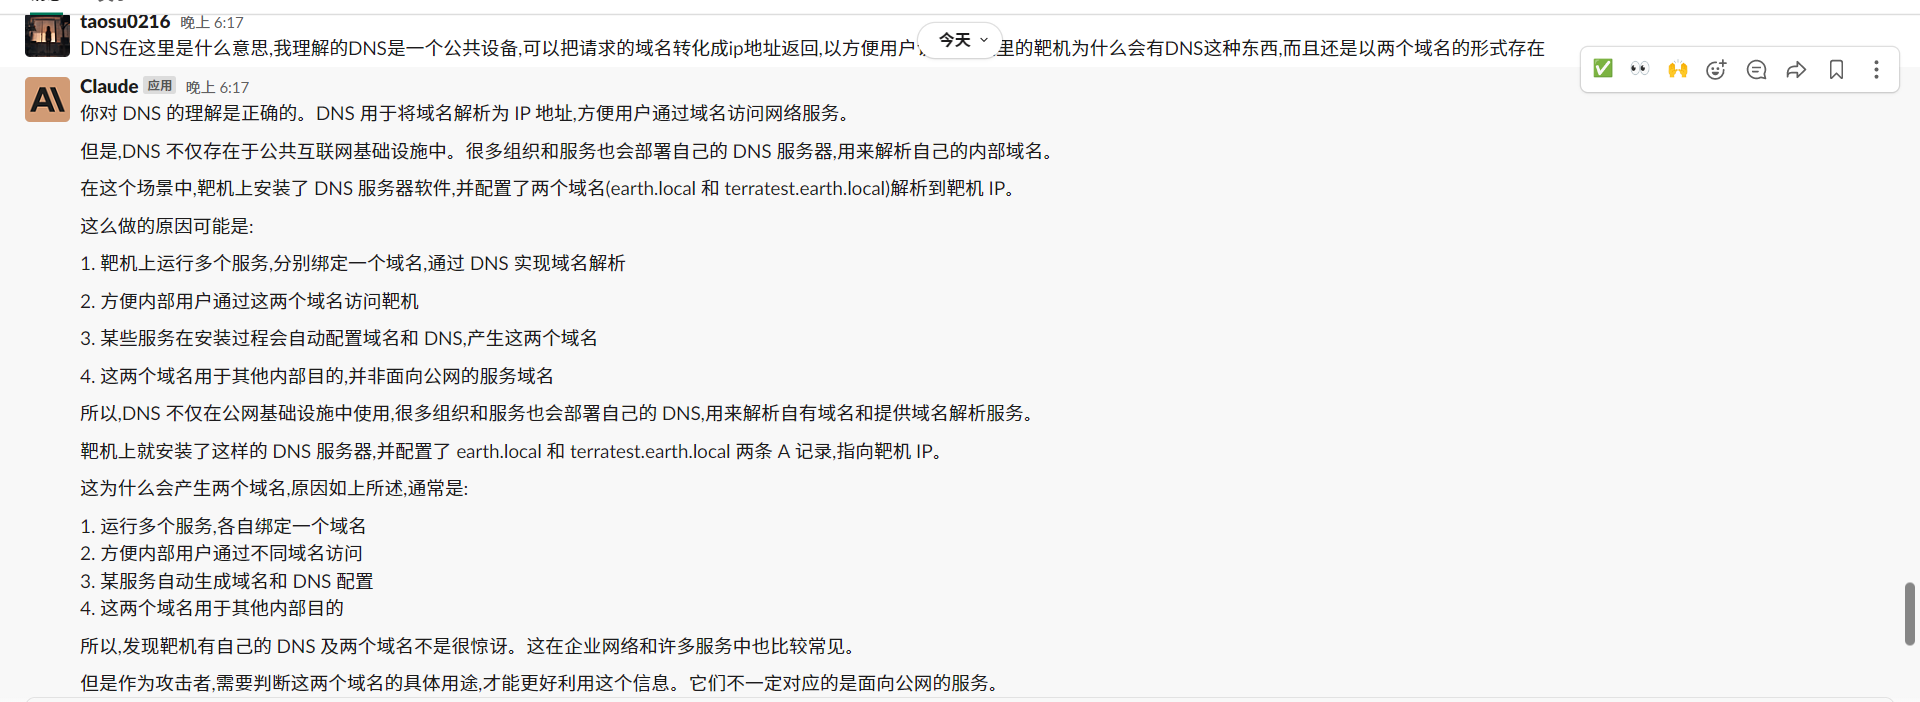 taosu0216 晚上 6:17
今天
DNS在这里是什么意思,我理解的DNS是一个公共设备,可以把请求的域名转化成ip地址返回,以方便用户 里的靶机为什么会有DNS这种东西,而且还是以两个域名的形式存在
Claude 应用 晚上 6:17
你对 DNS 的理解是正确的。DNS 用于将域名解析为 IP 地址,方便用户通过域名访问网络服务。
但是,DNS 不仅存在于公共互联网基础设施中。很多组织和服务也会部署自己的 DNS 服务器,用来解析自己的内部域名。
在这个场景中,靶机上安装了 DNS 服务器软件,并配置了两个域名(earth.local 和 terratest.earth.local)解析到靶机 IP。
这么做的原因可能是:
1. 靶机上运行多个服务,分别绑定一个域名,通过 DNS 实现域名解析
2. 方便内部用户通过这两个域名访问靶机
3. 某些服务在安装过程会自动配置域名和 DNS,产生这两个域名
4. 这两个域名用于其他内部目的,并非面向公网的服务域名
所以,DNS 不仅在公网基础设施中使用,很多组织和服务也会部署自己的 DNS,用来解析自有域名和提供域名解析服务。
靶机上就安装了这样的 DNS 服务器,并配置了 earth.local 和 terratest.earth.local 两条 A 记录,指向靶机 IP。
这为什么会产生两个域名,原因如上所述,通常是:
1. 运行多个服务,各自绑定一个域名
2. 方便内部用户通过不同域名访问
3. 某服务自动生成域名和 DNS 配置
4. 这两个域名用于其他内部目的
所以,发现靶机有自己的 DNS 及两个域名不是很惊讶。这在企业网络和许多服务中也比较常见。
但是作为攻击者,需要判断这两个域名的具体用途,才能更好利用这个信息。它们不一定对应的是面向公网的服务。